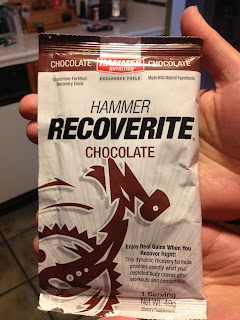 CHOCOLATE HAMMER NUTRITION CHOCOLATE
Glutamine-Fortified Recovery Drink ENDURANCE FUELS Made With Natural Ingredients
HAMMER
RECOVERITE
CHOCOLATE
Enjoy Real Gains When You
Recover Right!
This dynamic recovery formula
provides exactly what your
depleted body craves after
workouts and competition.
1 Serving
Net Wt. 49g
Dietary Supplement